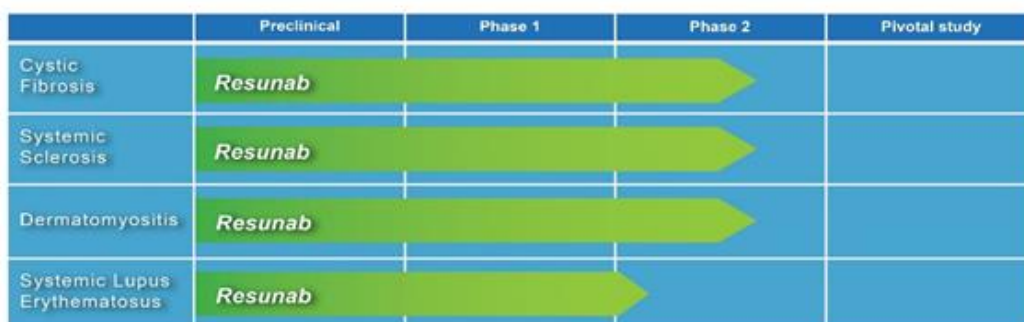 Preclinical Phase 1 Phase 2 Pivotal study
Cystic
Fibrosis
Resunab
Systemic
Sclerosis
Resunab
Dermatomyositis
Resunab
Systemic Lupus
Erythematosus
Resunab